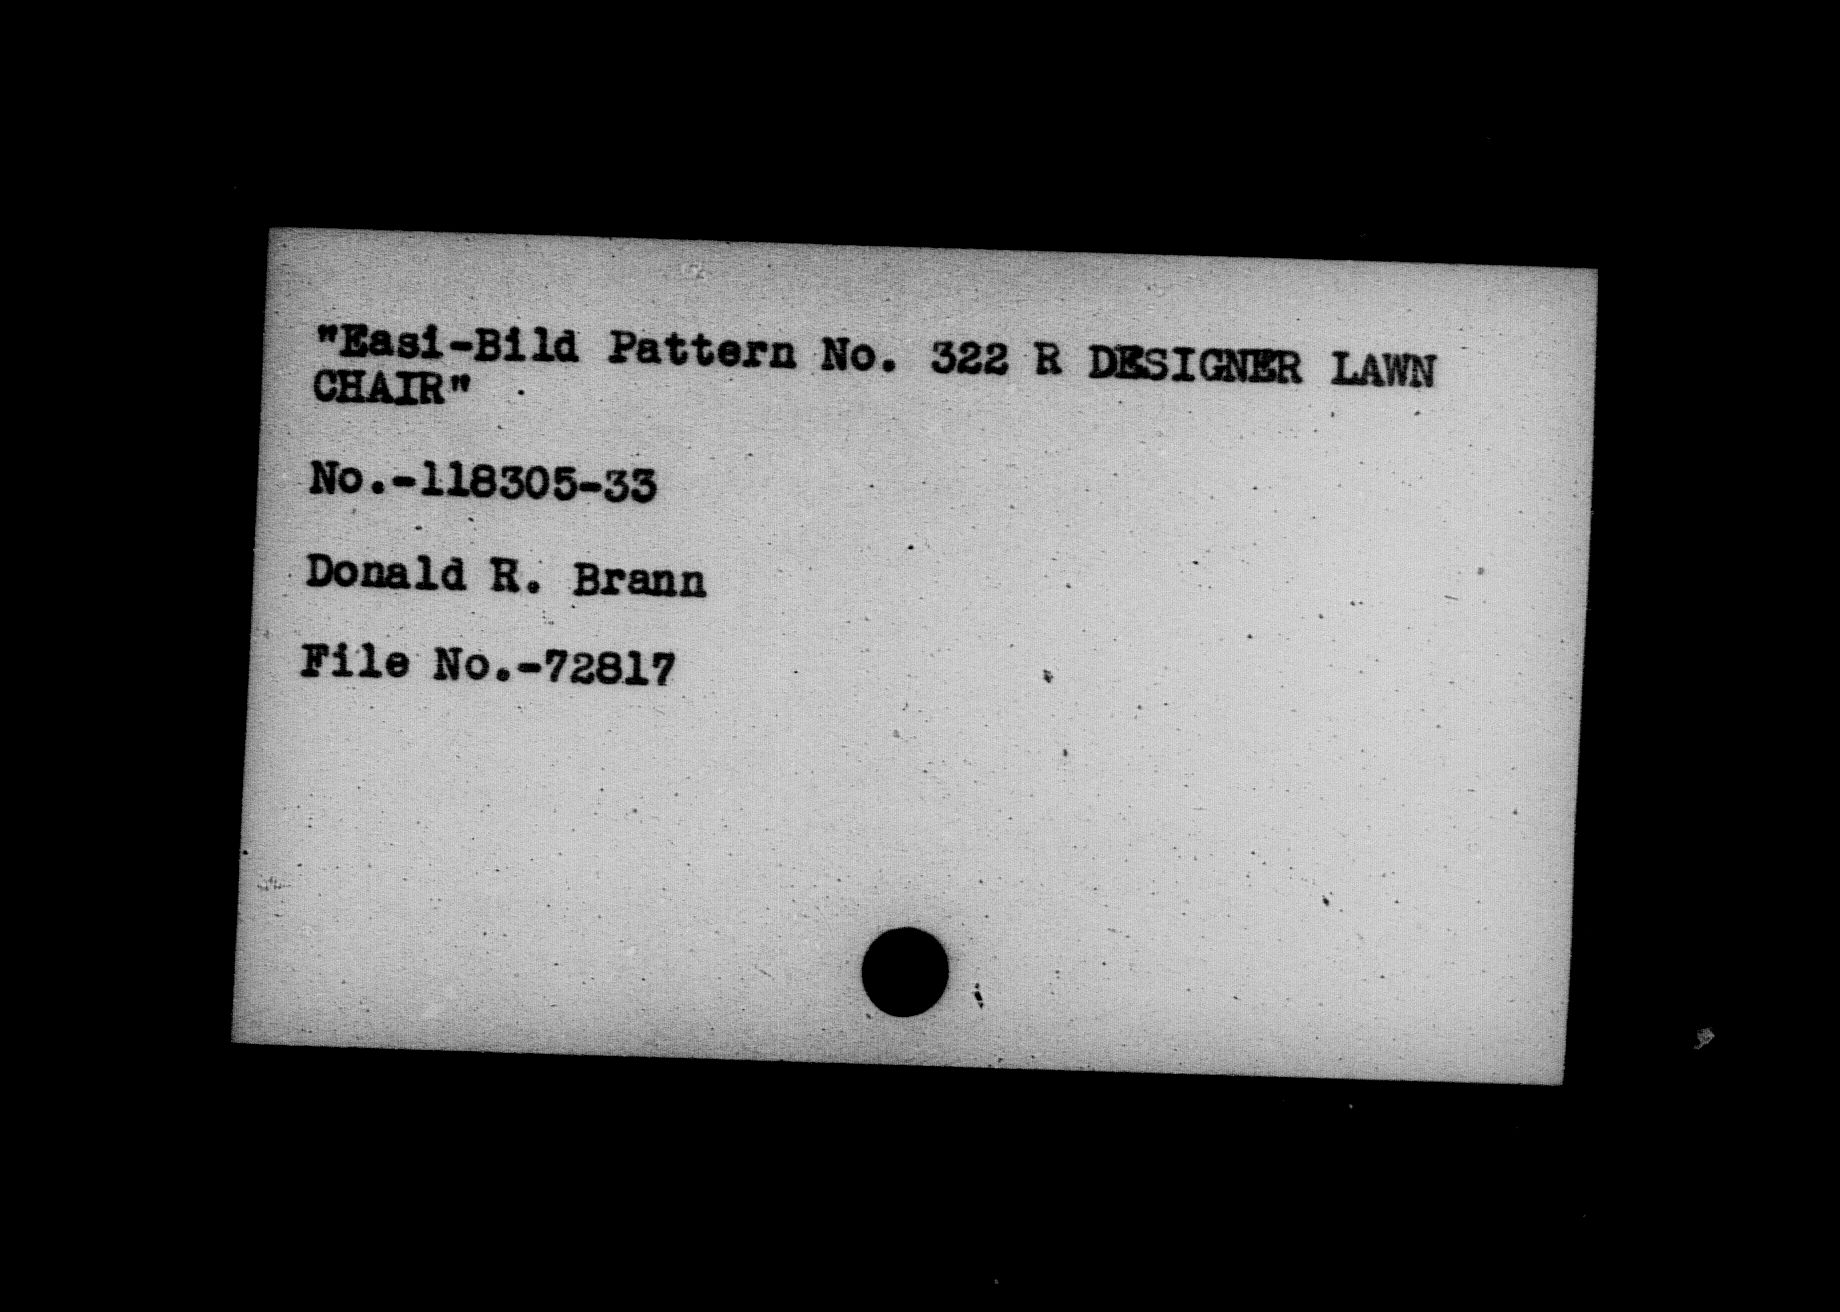 "Easi-Bild Pattern No. 322 R DESIGNER LAWN
CHAIR"
No.-118305-33
Donald R. Brann
File No.-72817